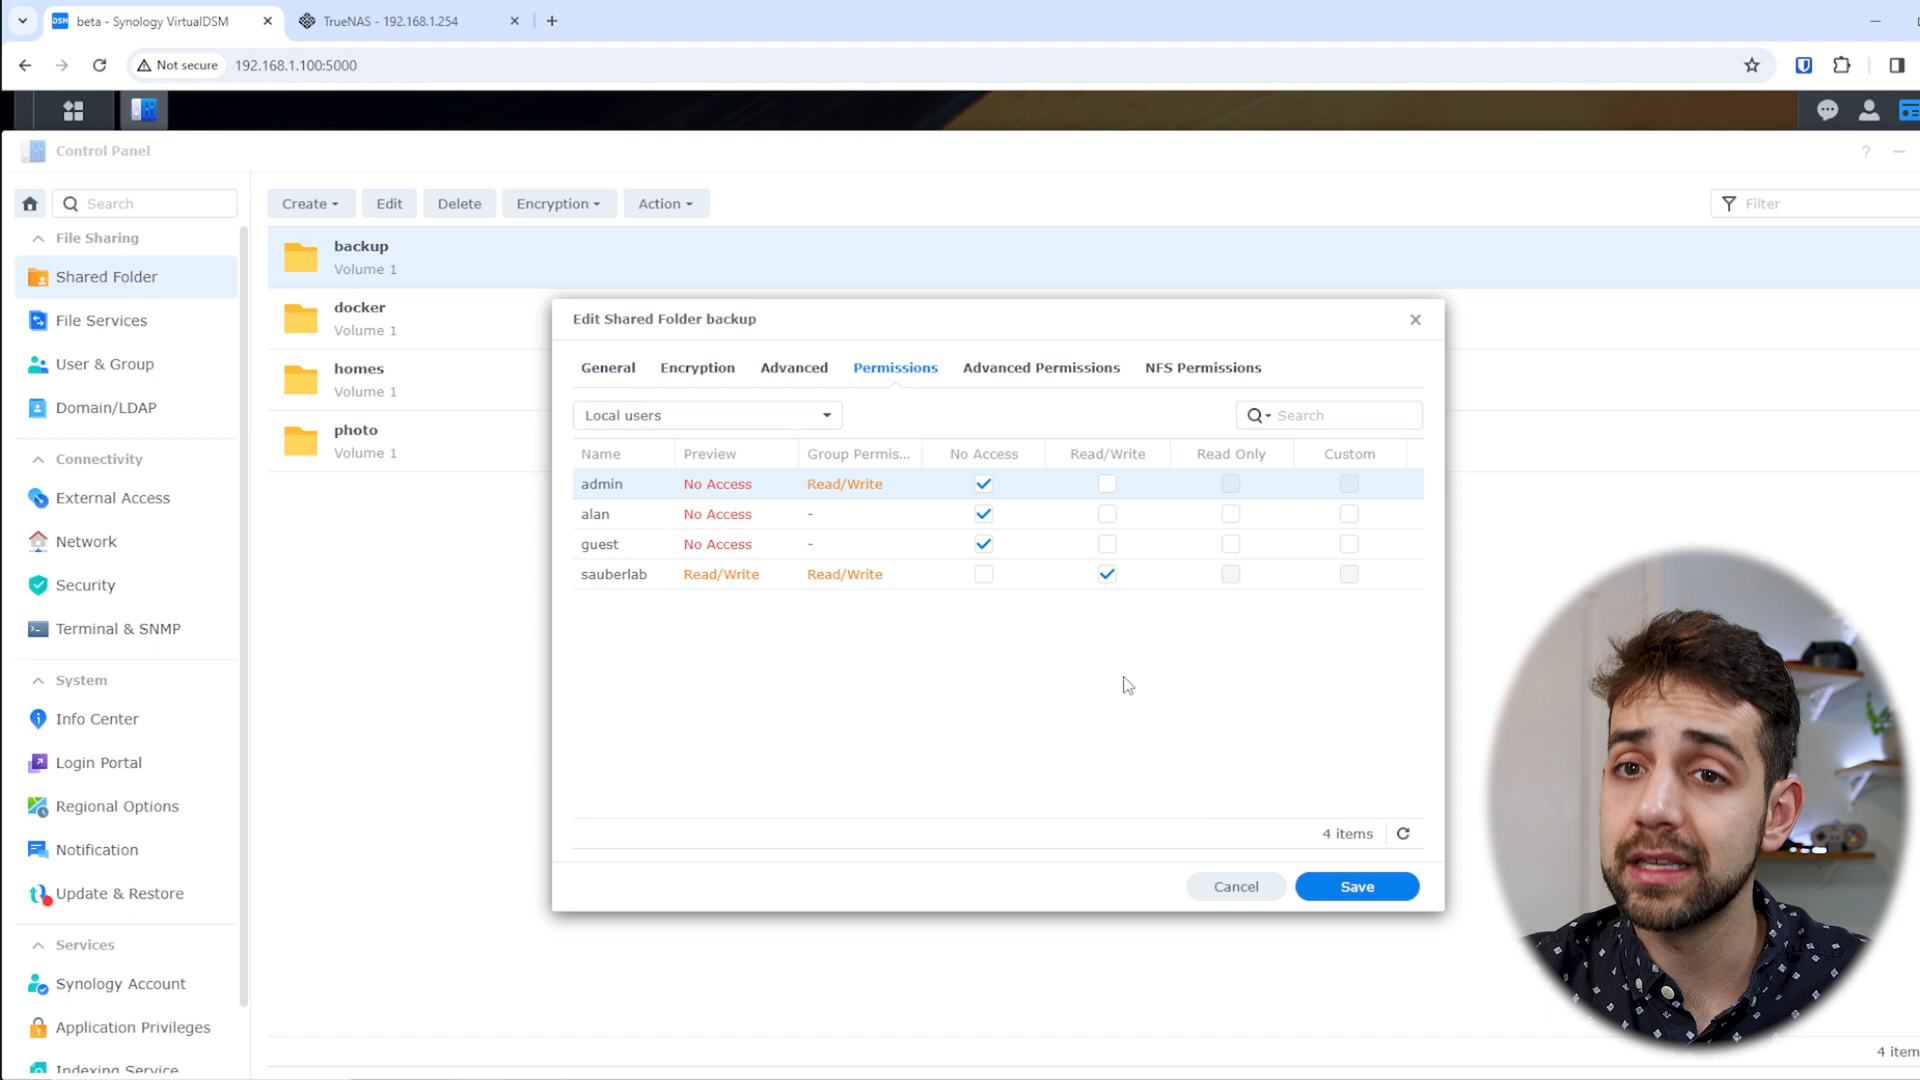 beta - Synology VirtualDSM
TrueNAS - 192.168.1.254
Not secure
192.168.1.100:5000
Control Panel
Search
Create
Edit
Delete
Encryption
Action
Filter
File Sharing
Shared Folder
File Services
User & Group
Domain/LDAP
Connectivity
External Access
Network
Security
Terminal & SNMP
System
Info Center
Login Portal
Regional Options
Notification
Update & Restore
Services
Synology Account
Application Privileges
Indexing Service
backup
Volume 1
docker
Volume 1
homes
Volume 1
photo
Volume 1
Edit Shared Folder backup
General Encryption Advanced Permissions Advanced Permissions NFS Permissions
Local users
Search
Name Preview Group Permis... No Access Read/Write Read Only Custom
admin No Access Read/Write
alan No Access -
guest No Access -
sauberlab Read/Write Read/Write
4 items
Cancel
Save
4 item